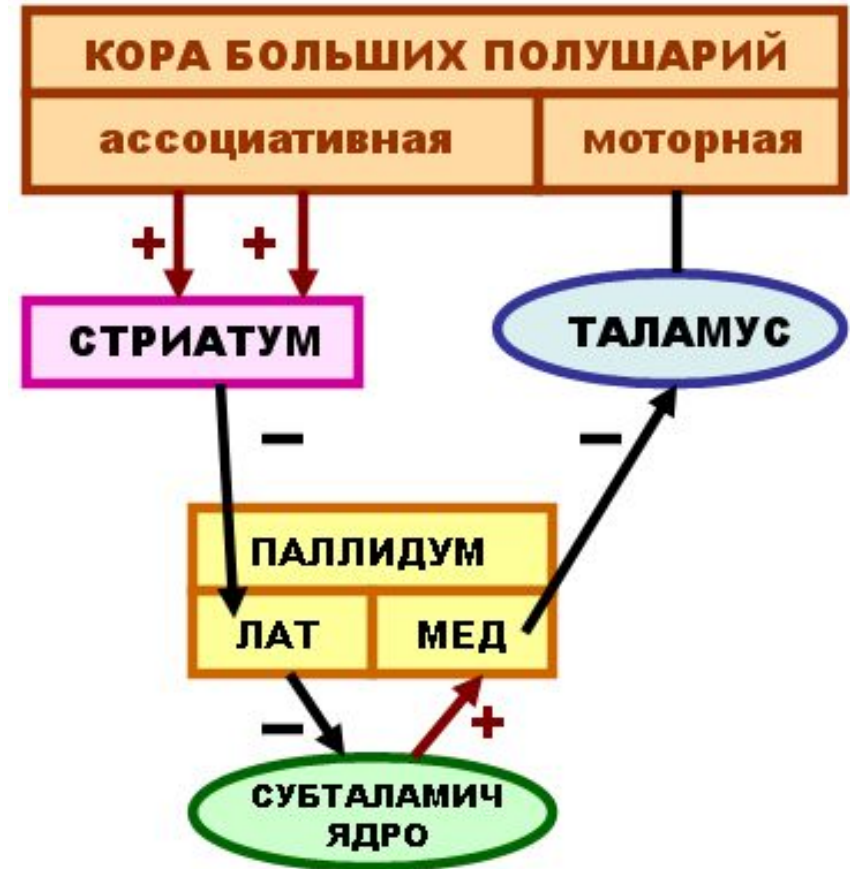 КОРА БОЛЬШИХ ПОЛУШАРИЙ
ассоциативная моторная
+ +
СТРИАТУМ
ТАЛАМУС
– –
ПАЛЛИДУМ
ЛАТ МЕД
– +
СУБТАЛАМИЧ
ЯДРО